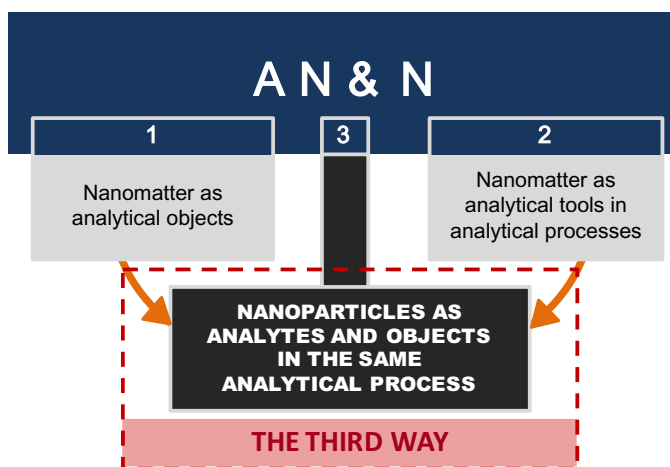 AN & N
1
3
2
Nanomatter as
analytical objects
Nanomatter as
analytical tools in
analytical processes
NANOPARTICLES AS
ANALYTES AND OBJECTS
IN THE SAME
ANALYTICAL PROCESS
THE THIRD WAY